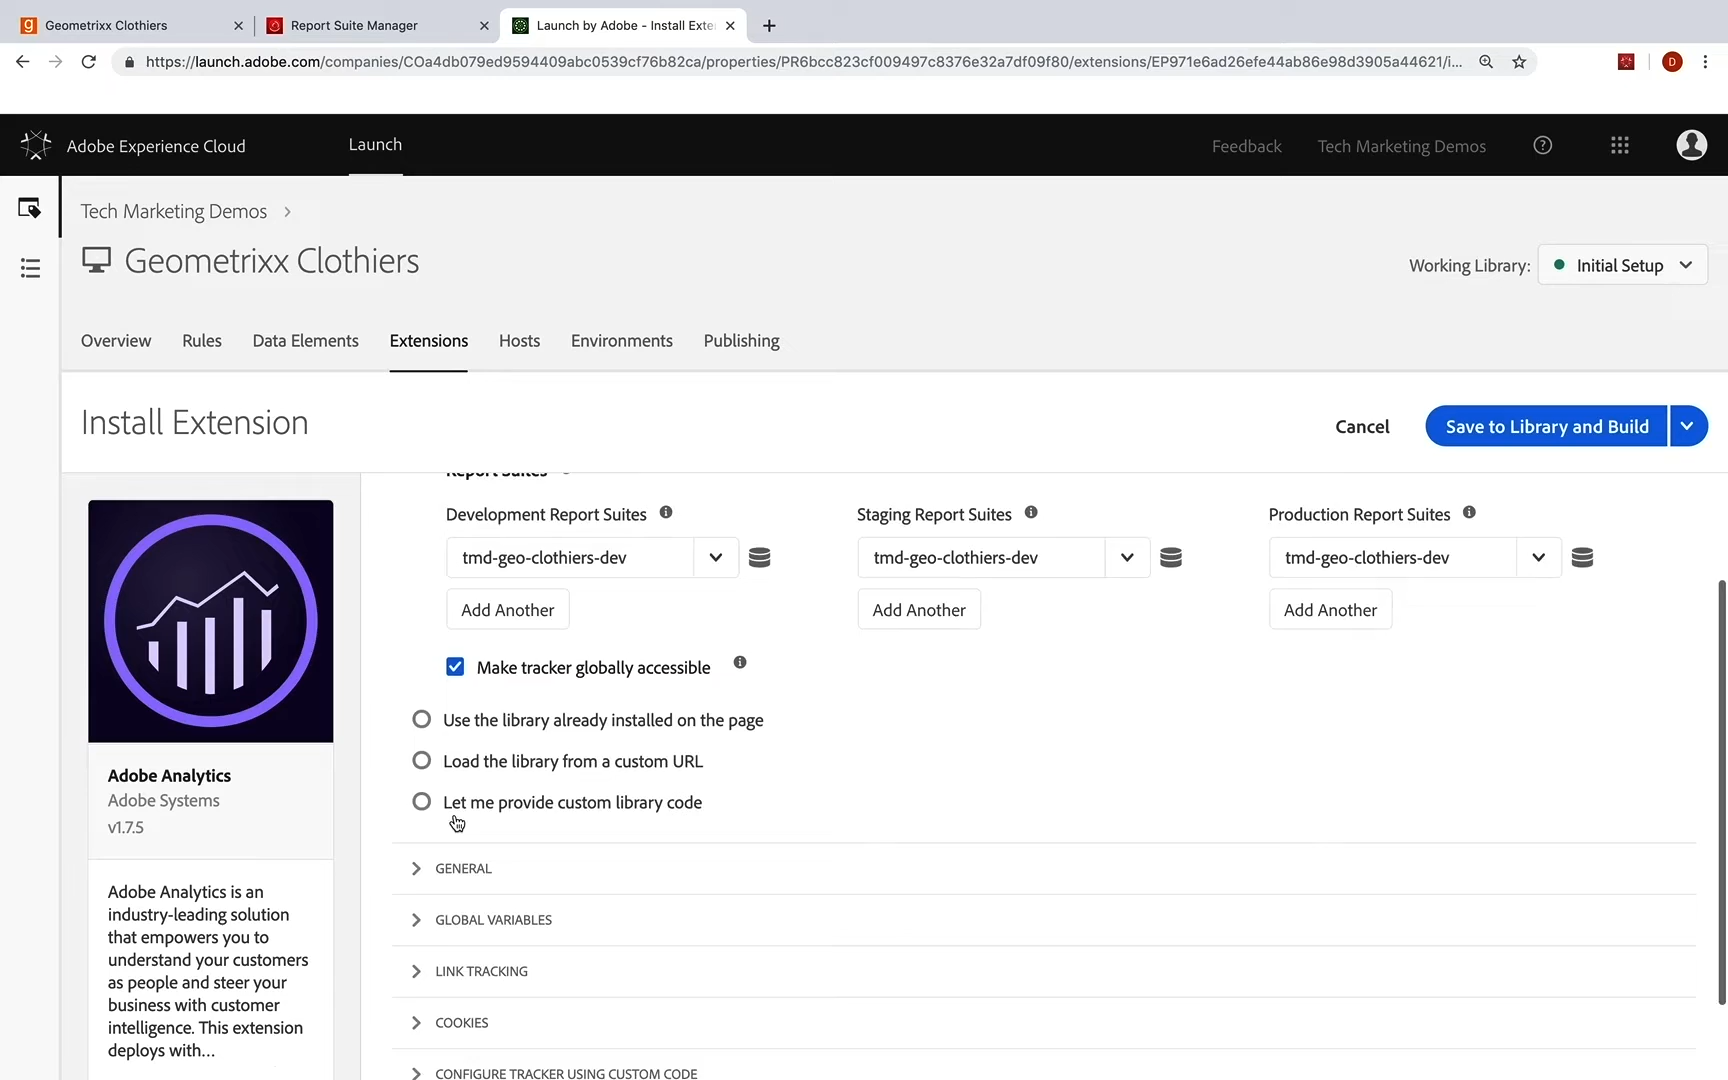 Geometrixx Clothiers
Report Suite Manager
Launch by Adobe - Install Exte
https://launch.adobe.com/companies/COa4db079ed9594409abc0539cf76b82ca/properties/PR6bcc823cf009497c8376e32a7df09f80/extensions/EP971e6ad26efe44ab86e98d3905a44621/i...
D
Adobe Experience Cloud
Launch
Feedback
Tech Marketing Demos
Tech Marketing Demos
Geometrixx Clothiers
Working Library:
Initial Setup
Overview
Rules
Data Elements
Extensions
Hosts
Environments
Publishing
Install Extension
Cancel
Save to Library and Build
Report Suites
Development Report Suites
Staging Report Suites
Production Report Suites
tmd-geo-clothiers-dev
tmd-geo-clothiers-dev
tmd-geo-clothiers-dev
Add Another
Add Another
Add Another
Make tracker globally accessible
Use the library already installed on the page
Load the library from a custom URL
Let me provide custom library code
Adobe Analytics
Adobe Systems
v1.7.5
Adobe Analytics is an
industry-leading solution
that empowers you to
understand your customers
as people and steer your
business with customer
intelligence. This extension
deploys with...
GENERAL
GLOBAL VARIABLES
LINK TRACKING
COOKIES
CONFIGURE TRACKER USING CUSTOM CODE